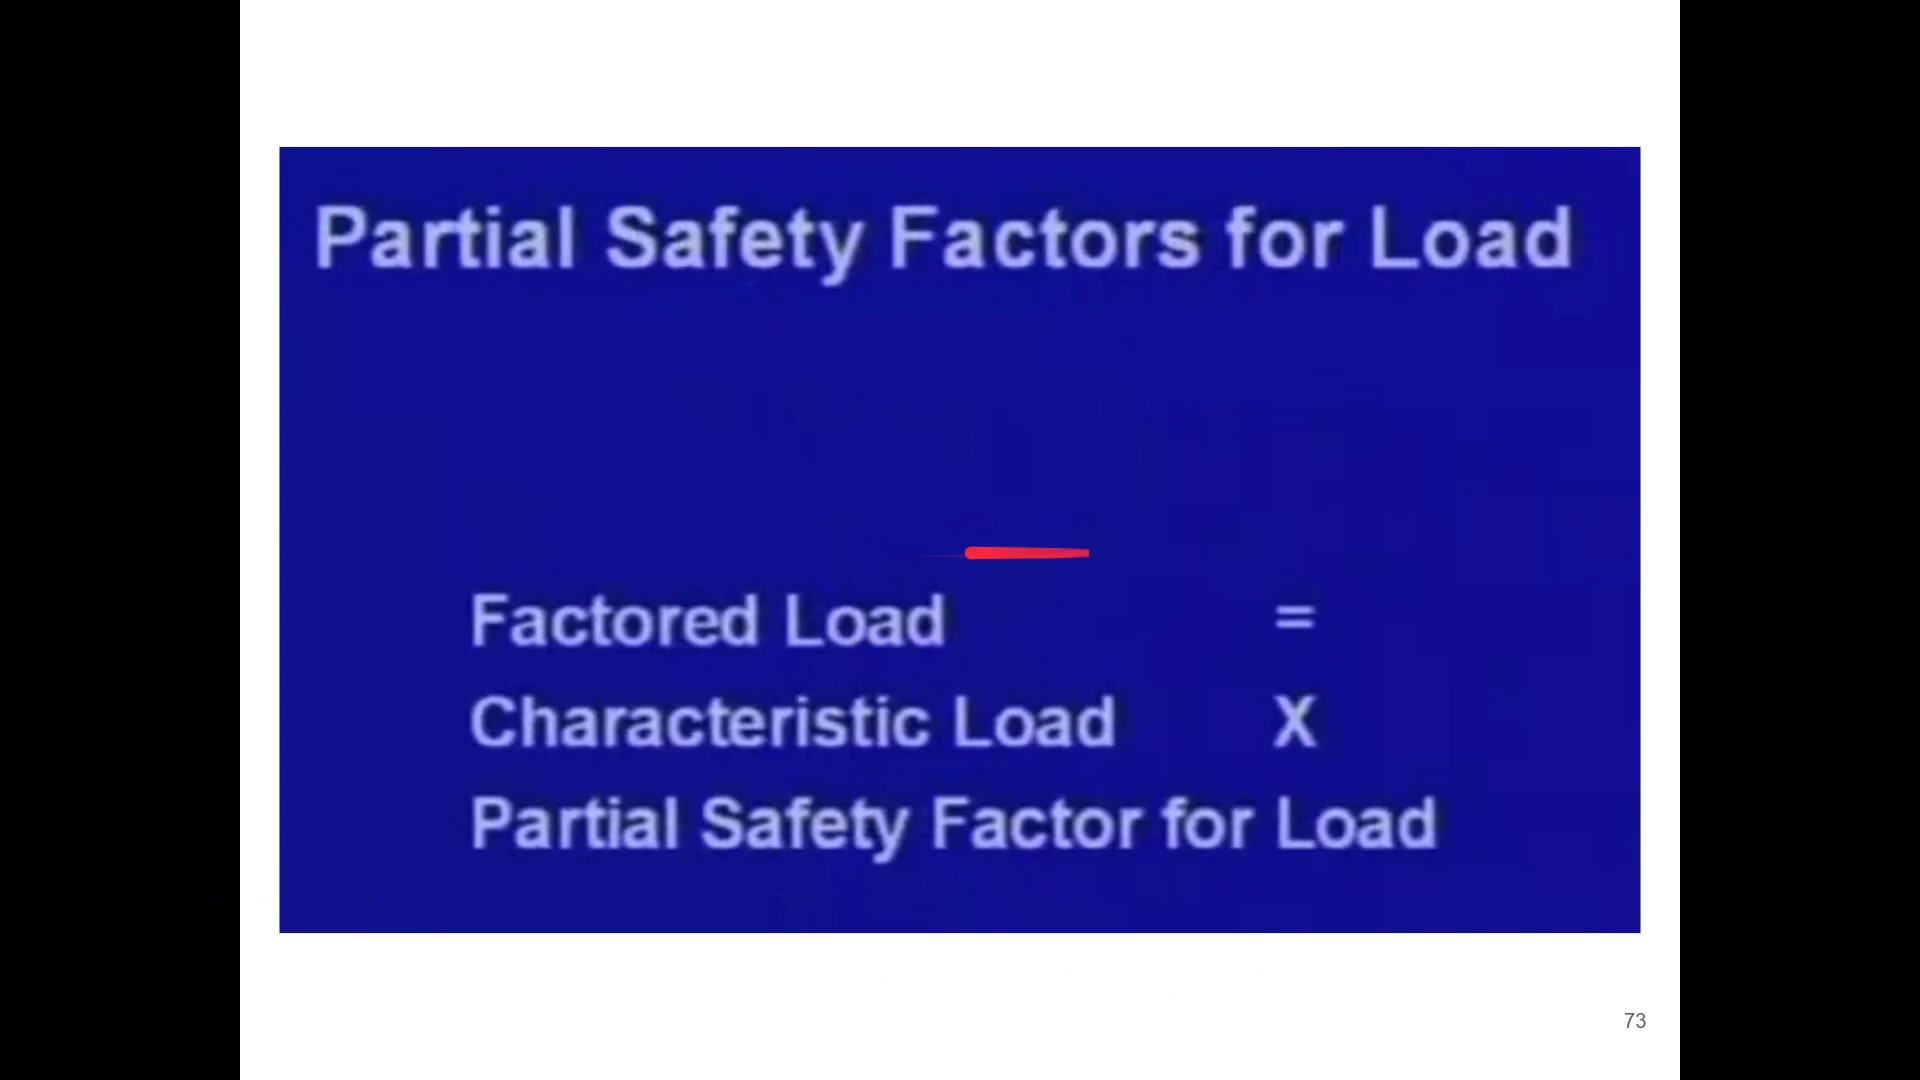 Partial Safety Factors for Load
Factored Load =
Characteristic Load X
Partial Safety Factor for Load
73